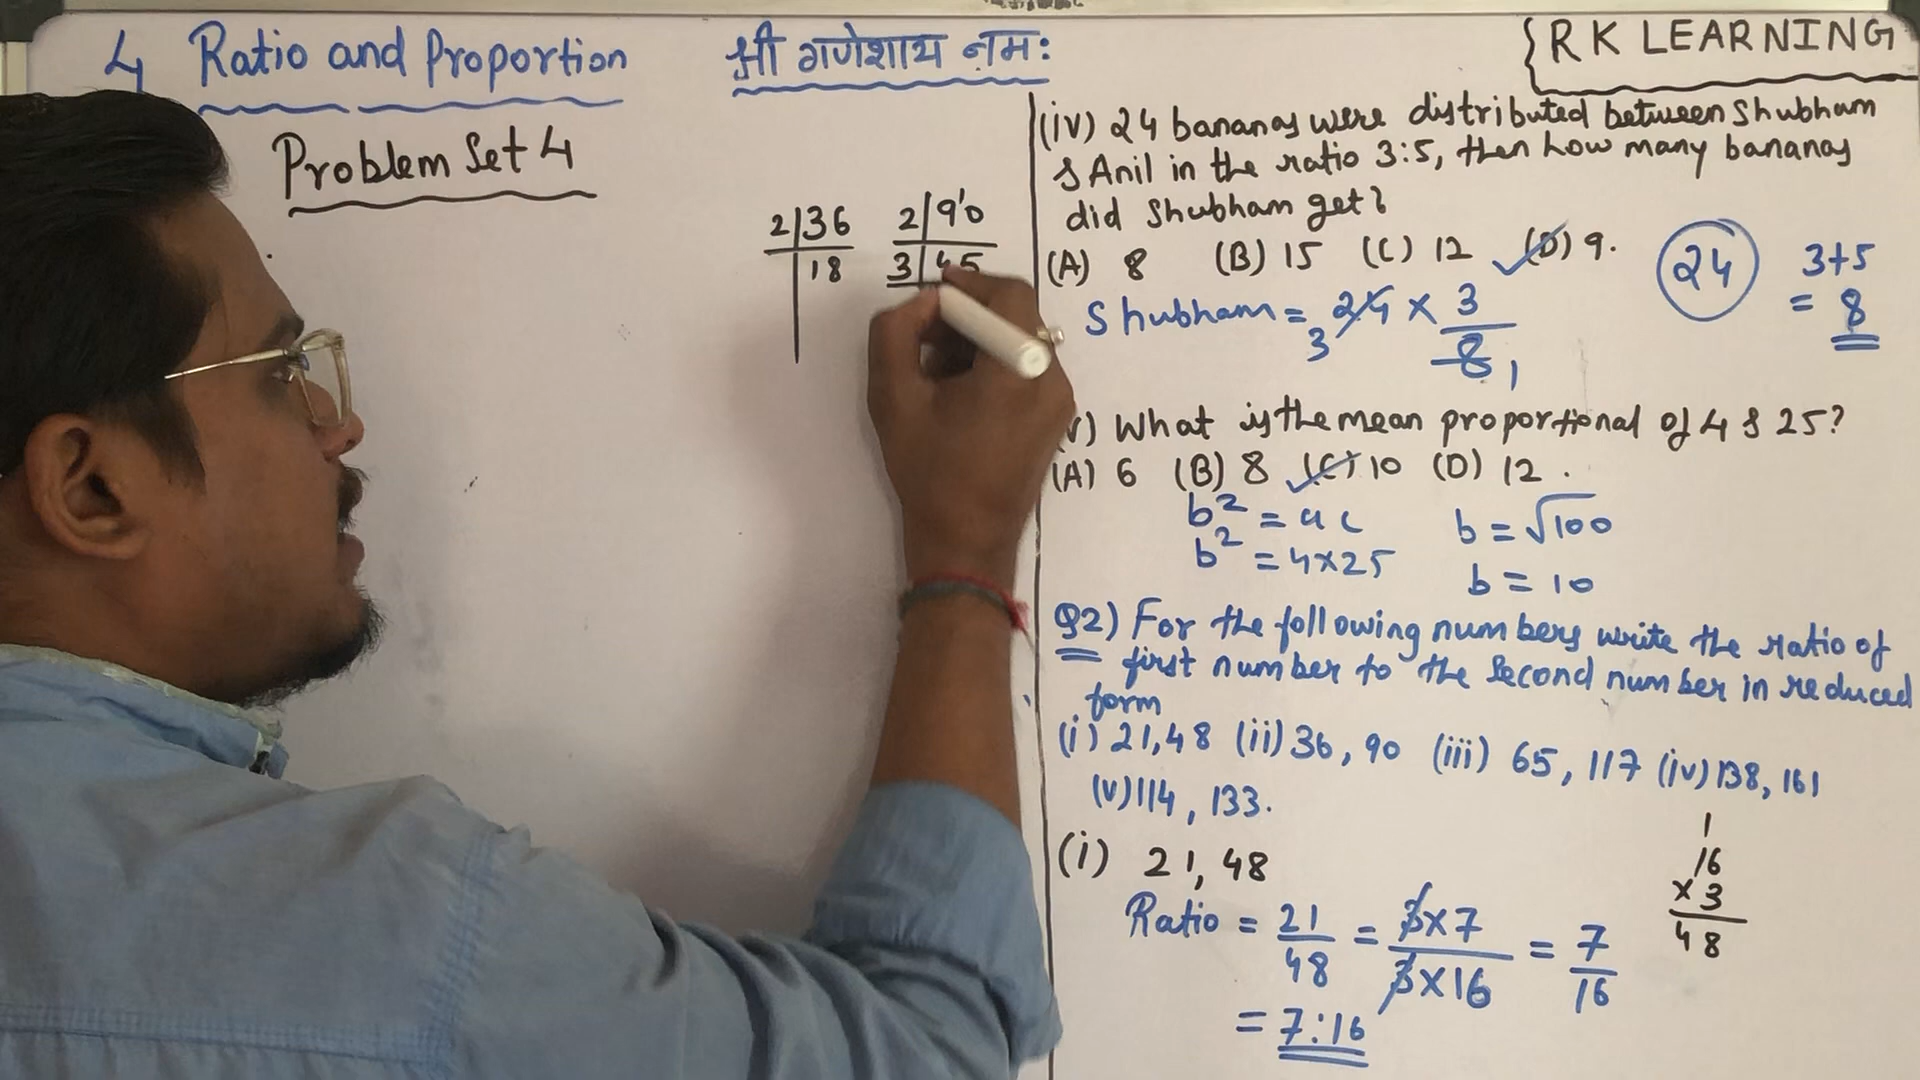 4 Ratio and Proportion
श्री गणेशाय नमः
R K LEARNING
Problem Set 4
2|36
18
2|90
3|45
(iv) 24 bananas were distributed between Shubham
& Anil in the ratio 3:5, then how many bananas
did Shubham get?
(A) 8 (B) 15 (C) 12 (D) 9.
Shubham = 24 × 3/8
3 1
24
3+5
= 8
v) What is the mean proportional of 4 & 25?
(A) 6 (B) 8 (C) 10 (D) 12 .
b² = ac
b² = 4×25
b = √100
b = 10
Q2) For the following numbers write the ratio of
first number to the second number in reduced
form
(i) 21,48 (ii) 36, 90 (iii) 65, 117 (iv) 138, 161
(v) 114, 133.
(i) 21, 48
Ratio = 21/48 = 3×7/3×16 = 7/16
= 7:16
1
16
×3
48